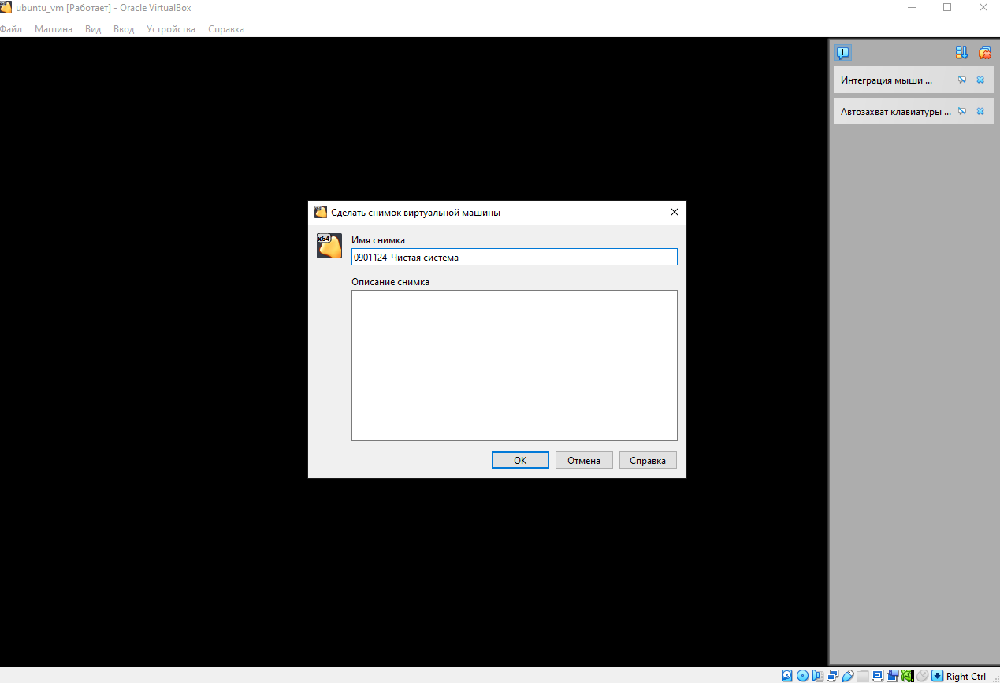 ubuntu_vm [Работает] - Oracle VirtualBox
Файл Машина Вид Ввод Устройства Справка
Интеграция мыши ...
Автозахват клавиатуры ...
Сделать снимок виртуальной машины
x64
Имя снимка
0901124_Чистая система
Описание снимка
OK Отмена Справка
Right Ctrl